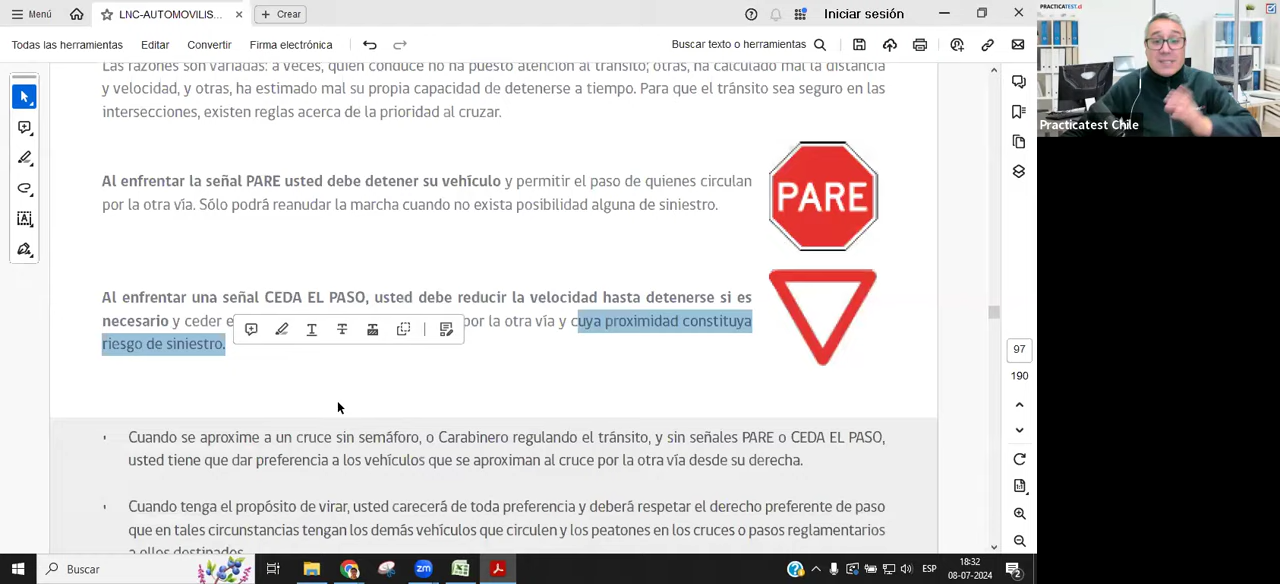 Menú
LNC-AUTOMOVILIS...
Crear
Iniciar sesión
Todas las herramientas
Editar
Convertir
Firma electrónica
Buscar texto o herramientas
Las razones son variadas: a veces, quien conduce no ha puesto atención al tránsito; otras, ha calculado mal la distancia
y velocidad, y otras, ha estimado mal su propia capacidad de detenerse a tiempo. Para que el tránsito sea seguro en las
intersecciones, existen reglas acerca de la prioridad al cruzar.
Al enfrentar la señal PARE usted debe detener su vehículo y permitir el paso de quienes circulan
por la otra vía. Sólo podrá reanudar la marcha cuando no exista posibilidad alguna de siniestro.
PARE
Al enfrentar una señal CEDA EL PASO, usted debe reducir la velocidad hasta detenerse si es
necesario y ceder e por la otra vía y cuya proximidad constituya
riesgo de siniestro.
97
190
Cuando se aproxime a un cruce sin semáforo, o Carabinero regulando el tránsito, y sin señales PARE o CEDA EL PASO,
usted tiene que dar preferencia a los vehículos que se aproximan al cruce por la otra vía desde su derecha.
Cuando tenga el propósito de virar, usted carecerá de toda preferencia y deberá respetar el derecho preferente de paso
que en tales circunstancias tengan los demás vehículos que circulen y los peatones en los cruces o pasos reglamentarios
a ellos destinados.
PRACTICATEST.cl
Practicatest Chile
Buscar
zm
ESP
18:32
08-07-2024
2